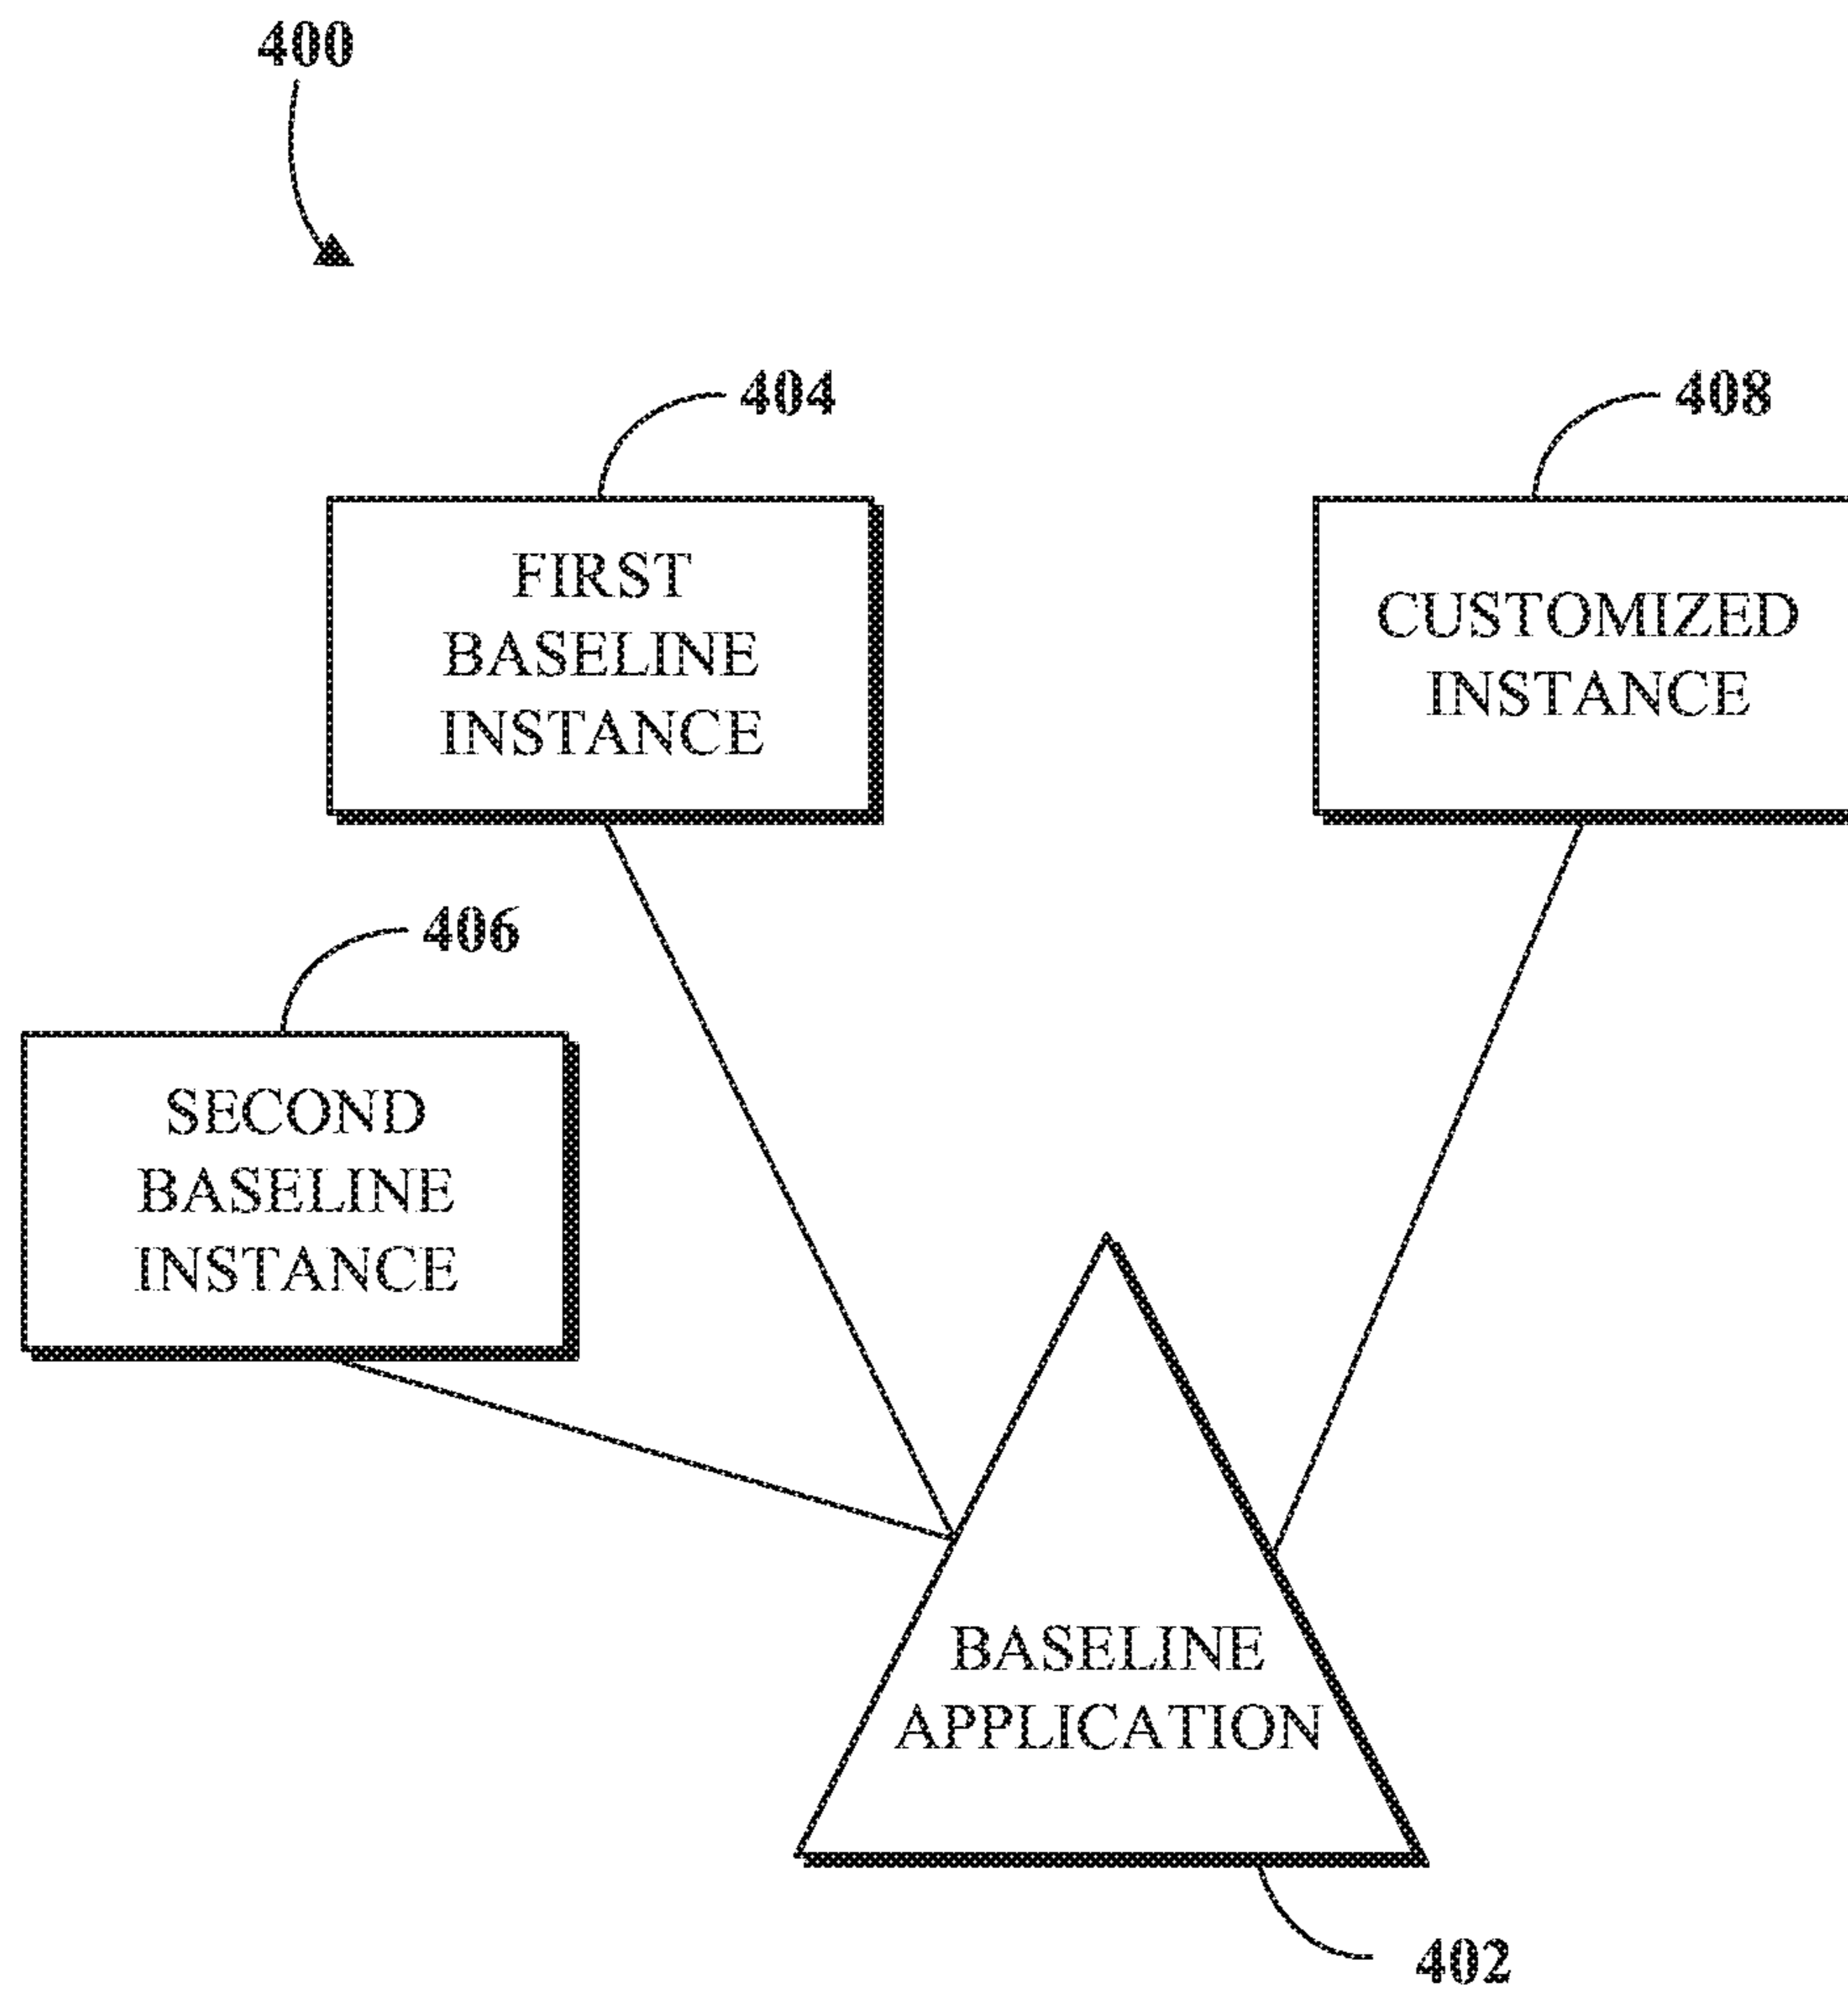 400
404
408
FIRST
BASELINE
INSTANCE
CUSTOMIZED
INSTANCE
406
SECOND
BASELINE
INSTANCE
BASELINE
APPLICATION
402